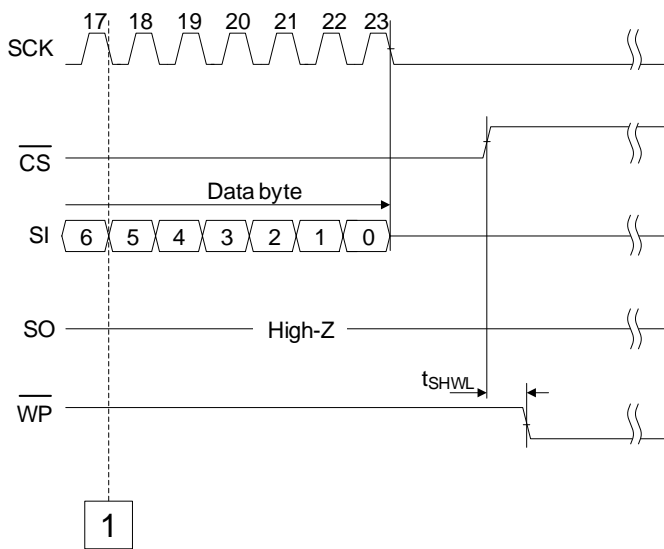 17 18 19 20 21 22 23
SCK
CS
Data byte
SI 6 5 4 3 2 1 0
SO High-Z
tSHWL
WP
1